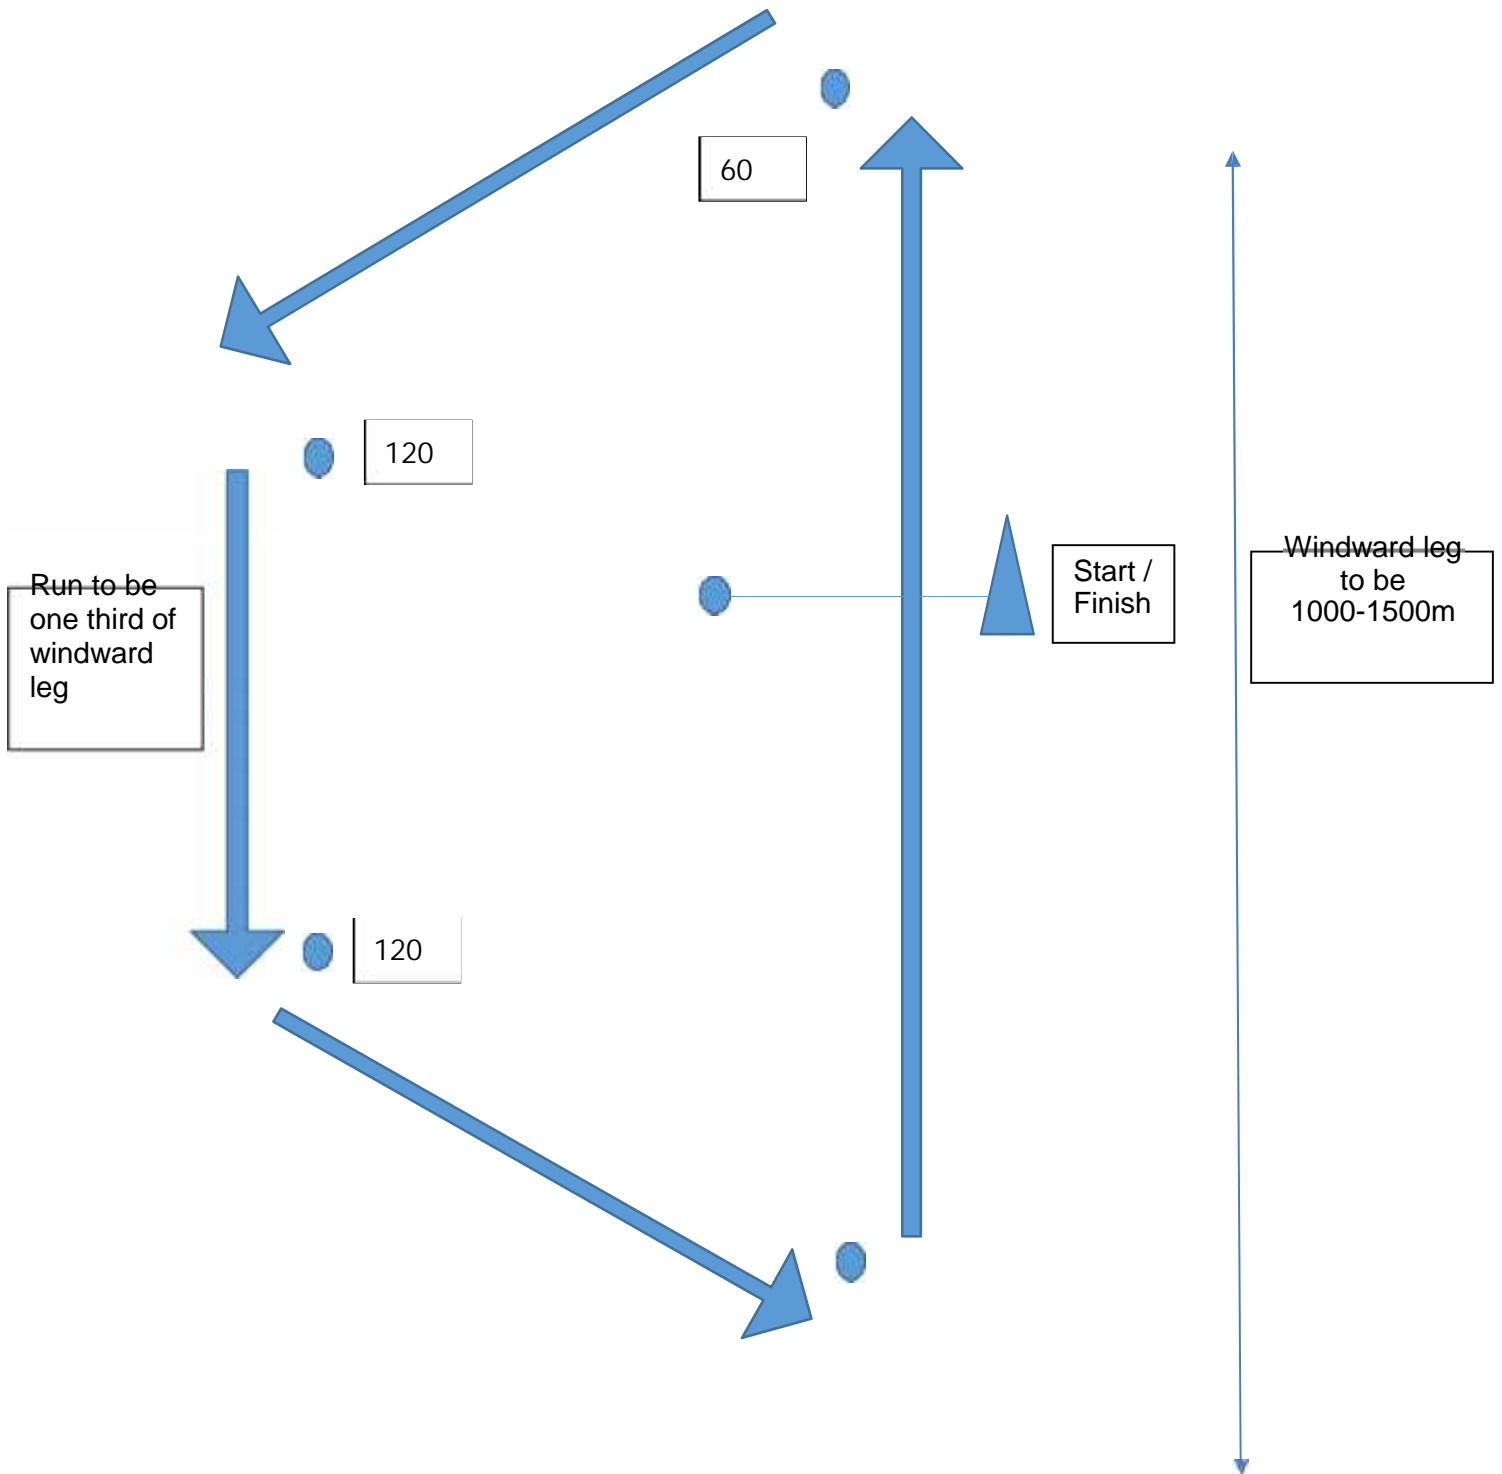 60
120
Start /
Finish
Windward leg
to be
1000-1500m
Run to be
one third of
windward
leg
120